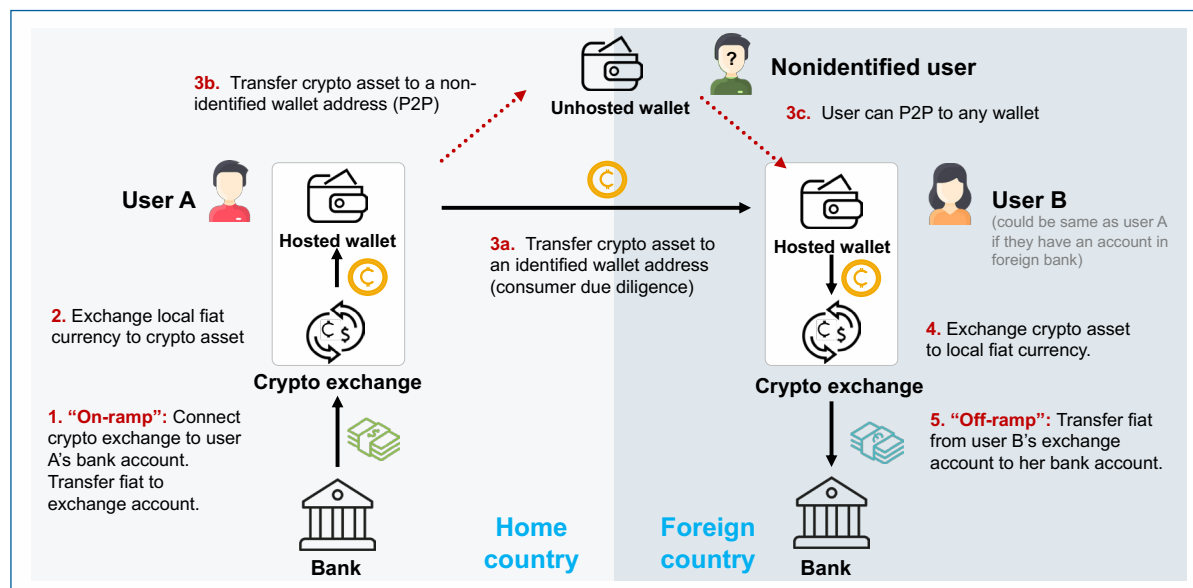 3b. Transfer crypto asset to a non-
identified wallet address (P2P)
Unhosted wallet
?
Nonidentified user
3c. User can P2P to any wallet
User A
Hosted wallet
₵
3a. Transfer crypto asset to
an identified wallet address
(consumer due diligence)
Hosted wallet
User B
(could be same as user A
if they have an account in
foreign bank)
2. Exchange local fiat
currency to crypto asset
₵
₵ $
Crypto exchange
₵
₵ $
Crypto exchange
4. Exchange crypto asset
to local fiat currency.
1. “On-ramp”: Connect
crypto exchange to user
A’s bank account.
Transfer fiat to
exchange account.
$
Bank
€
5. “Off-ramp”: Transfer fiat
from user B’s exchange
account to her bank account.
Bank
Home
country
Foreign
country